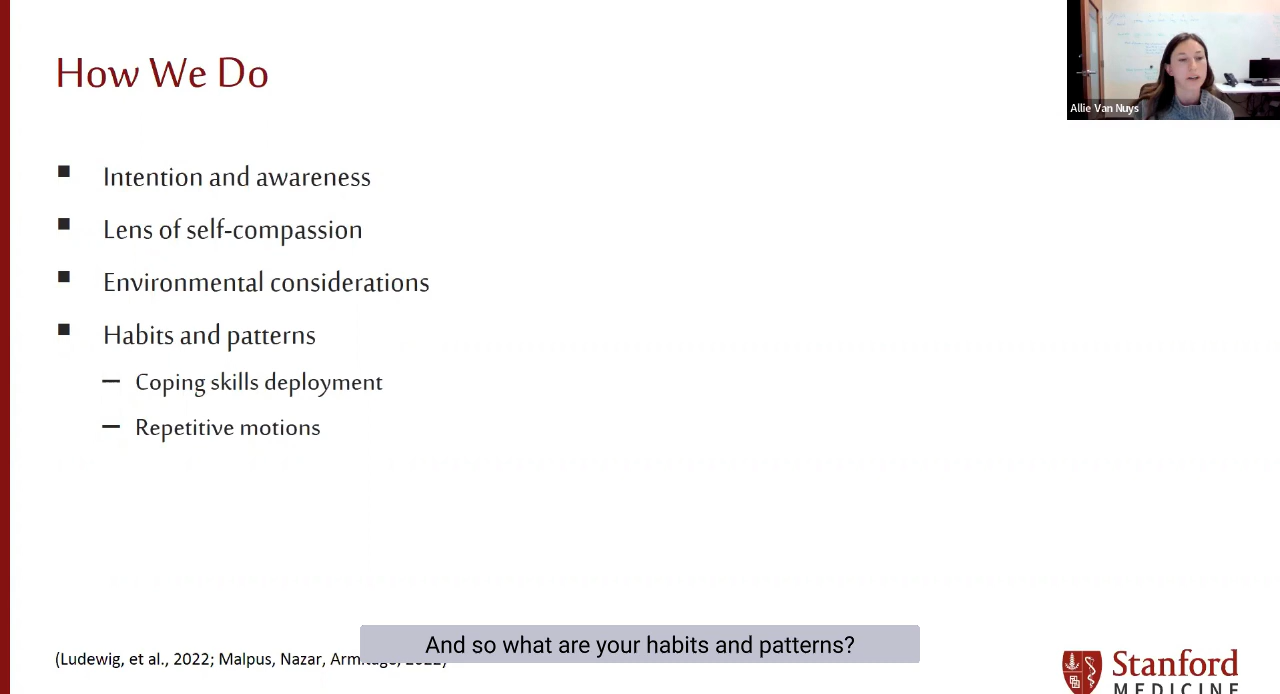 How We Do
Allie Van Nuys
Intention and awareness
Lens of self-compassion
Environmental considerations
Habits and patterns
Coping skills deployment
Repetitive motions
And so what are your habits and patterns?
(Ludewig, et al., 2022; Malpus, Nazar, Armitage, 2022)
Stanford
MEDICINE